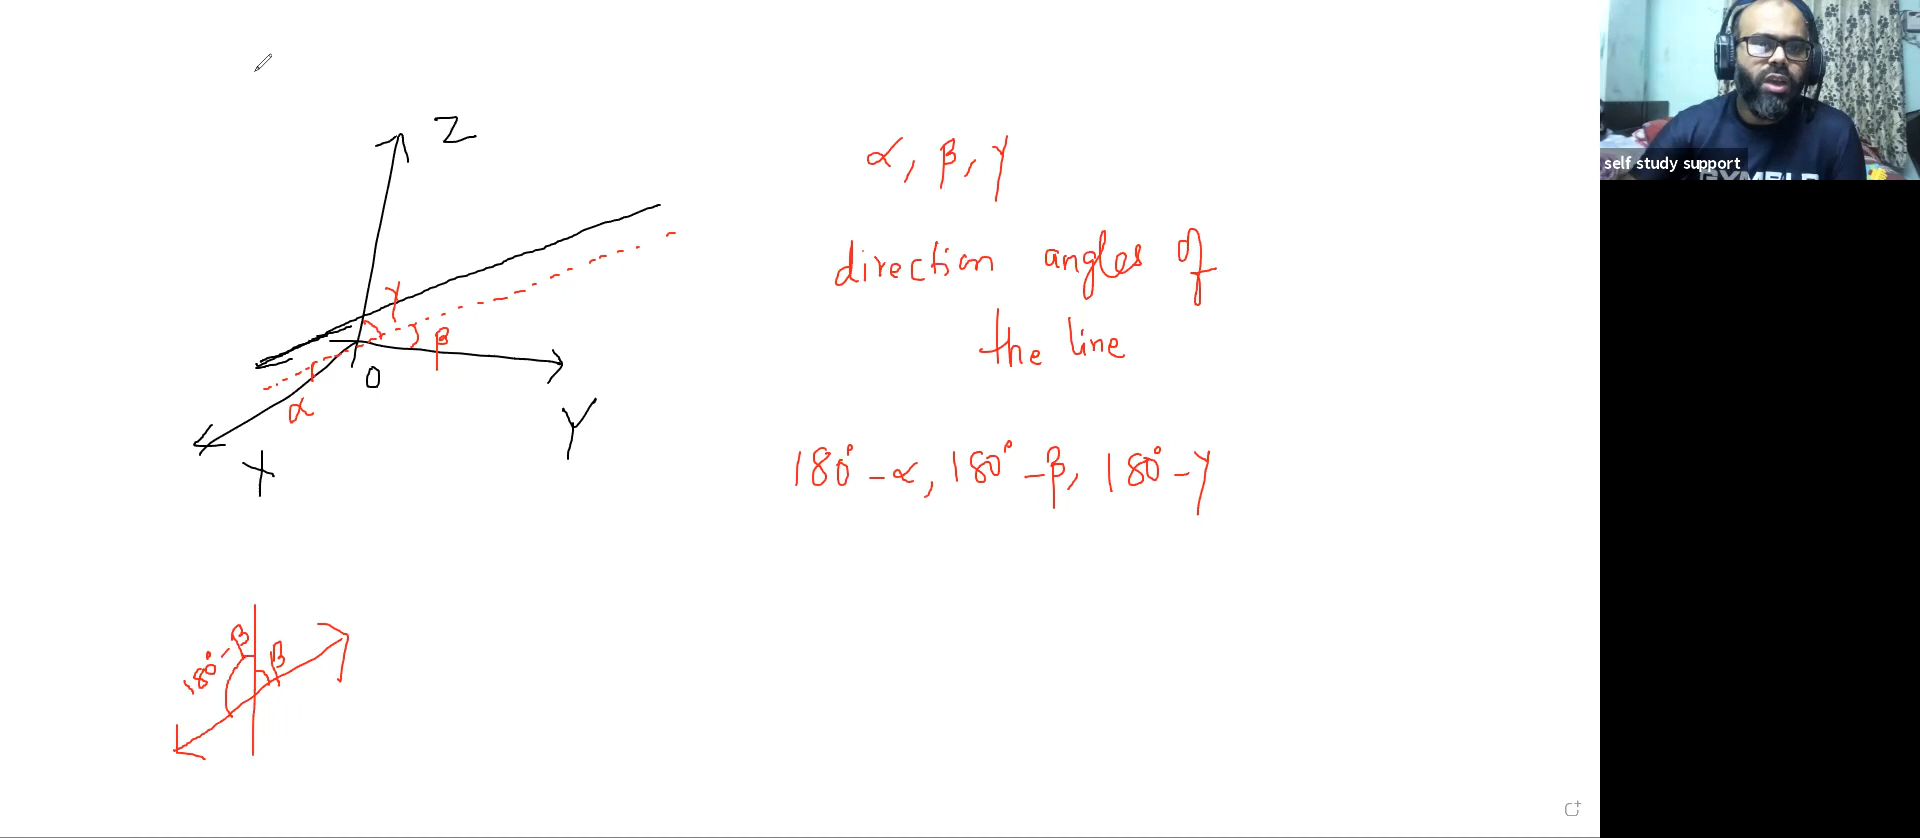 Z
α, β, γ
direction angles of
the line
γ
β
O
α
X
Y
180° - α, 180° - β, 180° - γ
180° - β
β
self study support